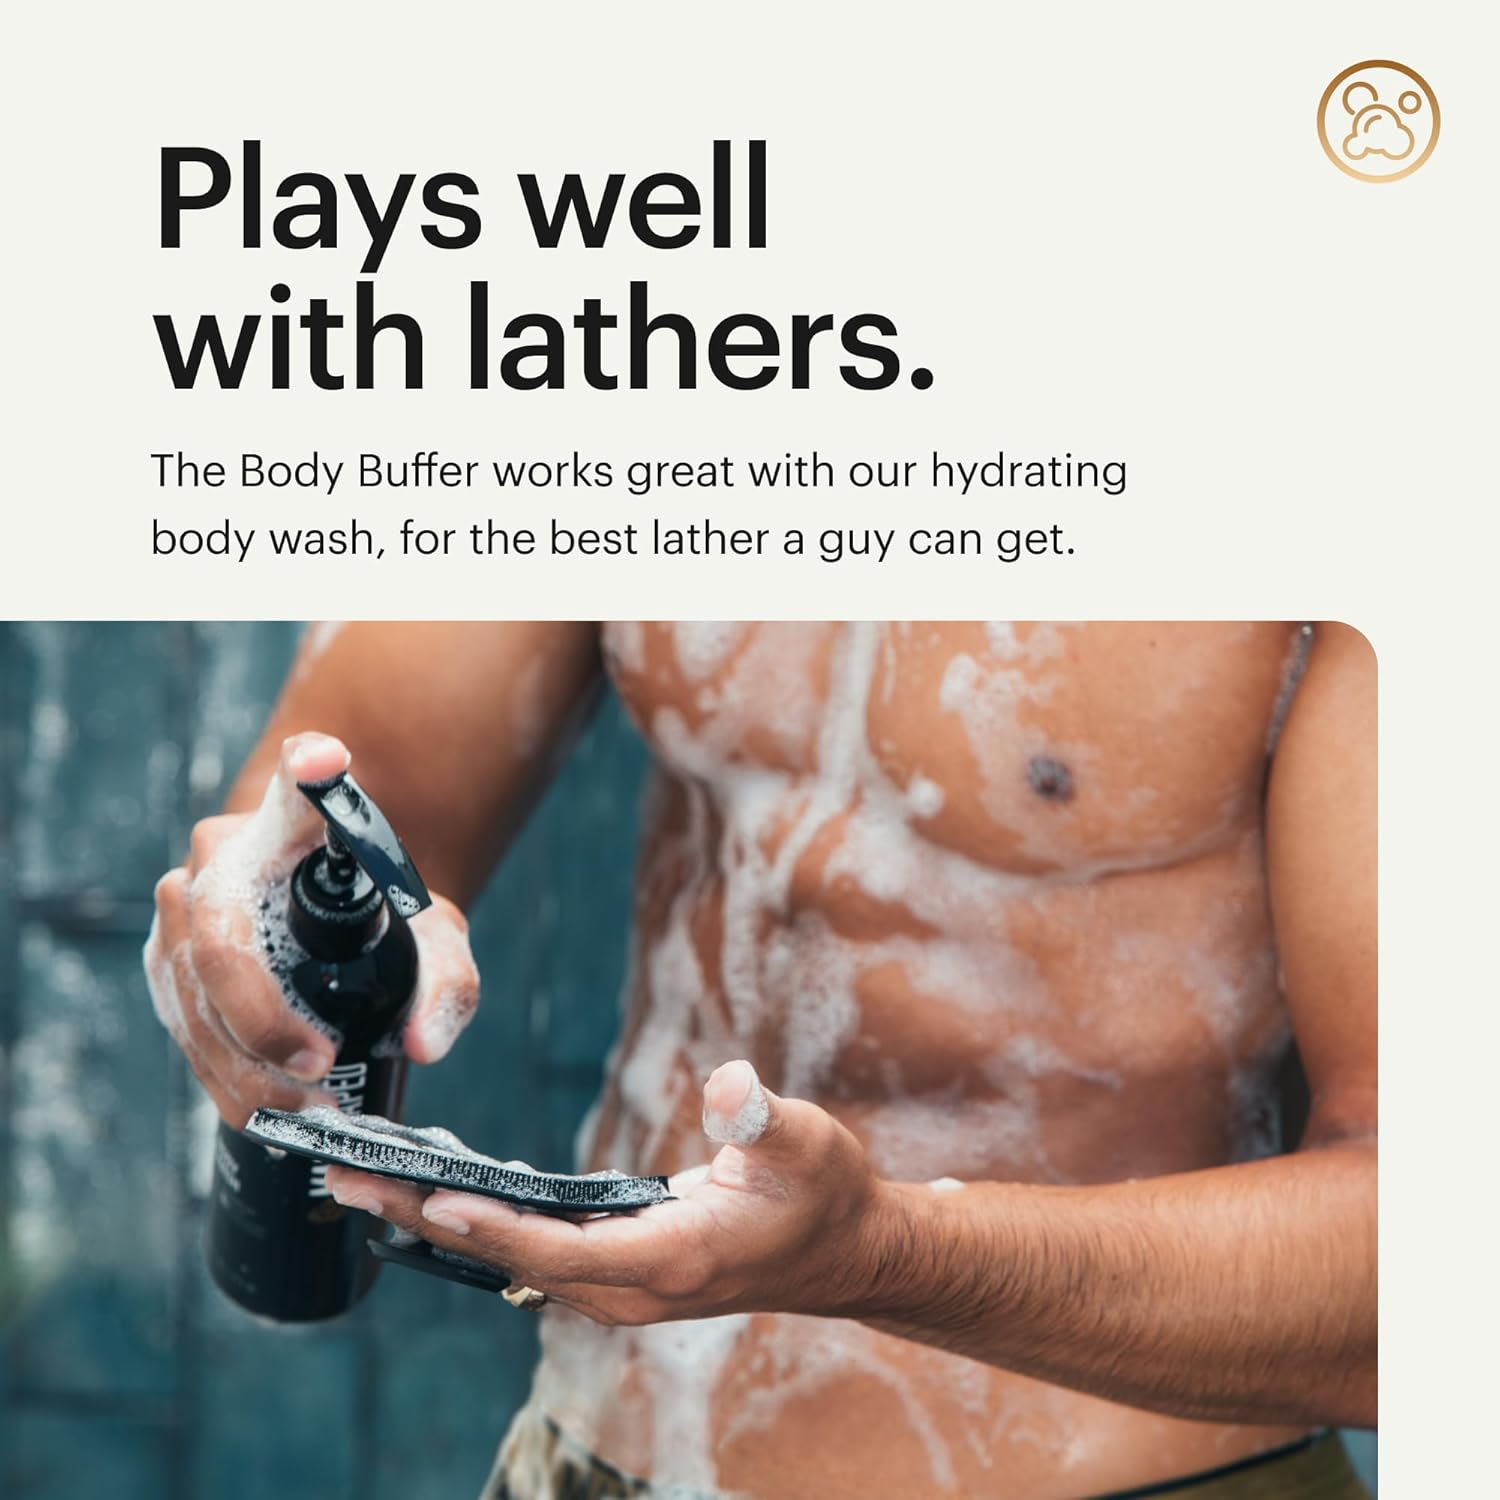 Plays well
with lathers.
The Body Buffer works great with our hydrating
body wash, for the best lather a guy can get.